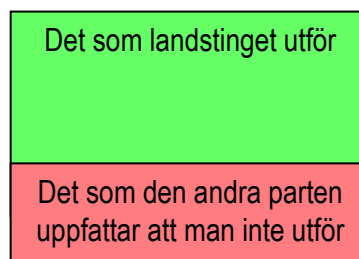 Det som landstinget utför
Det som den andra parten
uppfattar att man inte utför